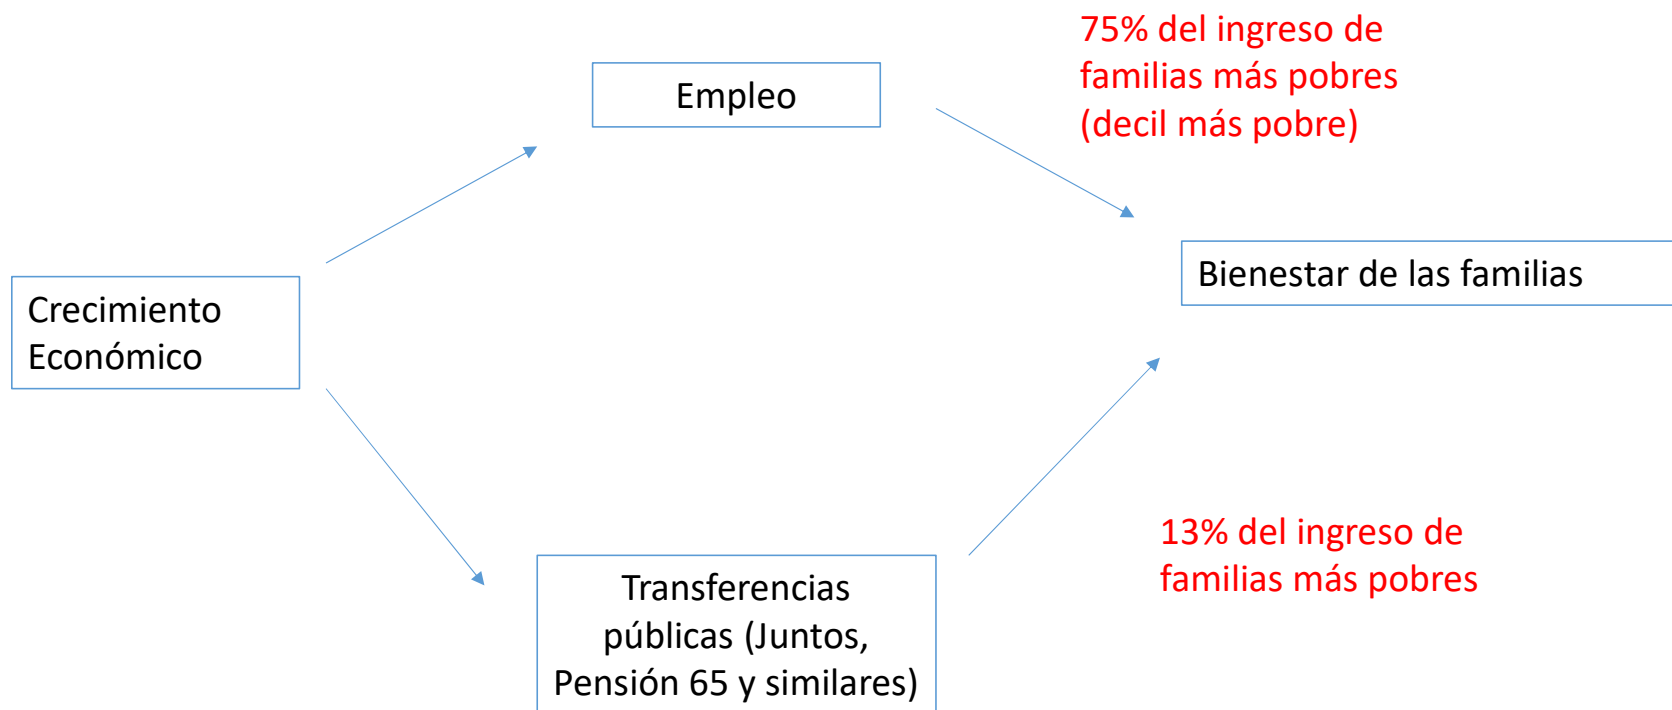 75% del ingreso de
familias más pobres
(decil más pobre)
Empleo
Bienestar de las familias
Crecimiento
Económico
13% del ingreso de
familias más pobres
Transferencias
públicas (Juntos,
Pensión 65 y similares)